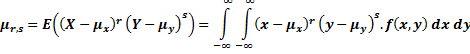 μr,s = E((X − μx)^r (Y − μy)^s) = ∫_{−∞}^{∞} ∫_{−∞}^{∞} (x − μx)^r (y − μy)^s. f(x, y) dx dy